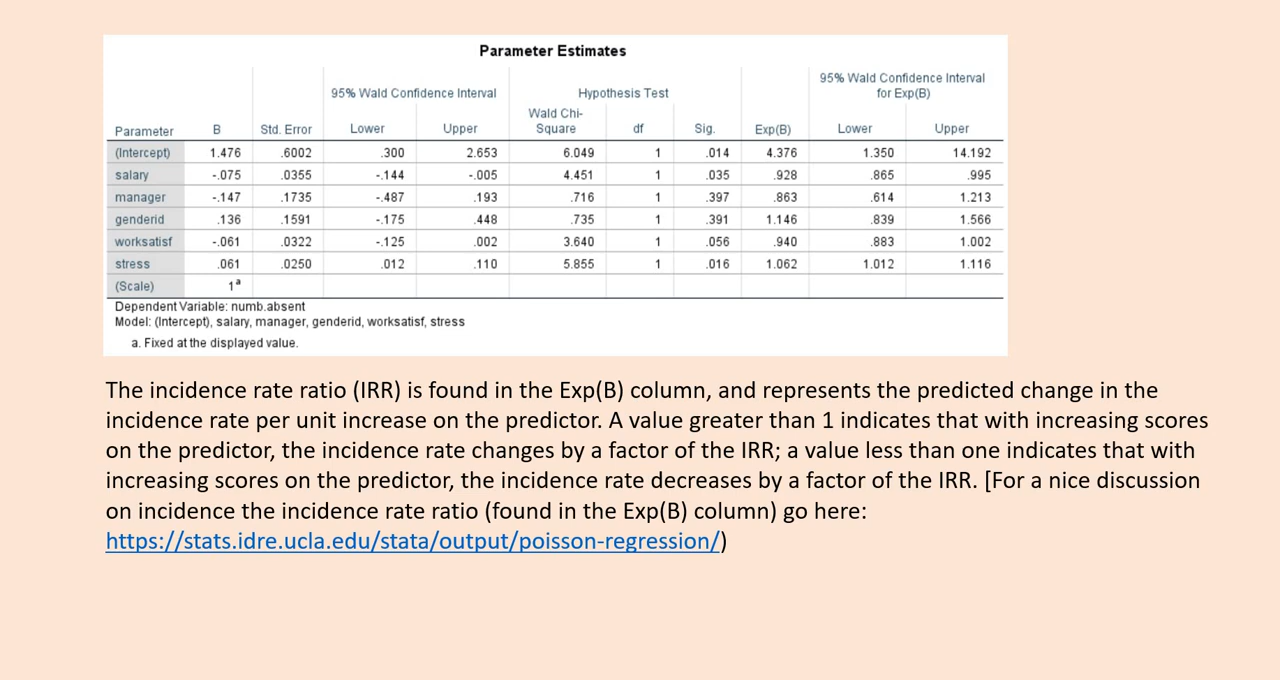 Parameter Estimates
95% Wald Confidence Interval Hypothesis Test 95% Wald Confidence Interval for Exp(B)
Parameter B Std. Error Lower Upper Wald Chi-Square df Sig. Exp(B) Lower Upper
(Intercept) 1.476 .6002 .300 2.653 6.049 1 .014 4.376 1.350 14.192
salary -.075 .0355 -.144 -.005 4.451 1 .035 .928 .865 .995
manager -.147 .1735 -.487 .193 .716 1 .397 .863 .614 1.213
genderid .136 .1591 -.175 .448 .735 1 .391 1.146 .839 1.566
worksatisf -.061 .0322 -.125 .002 3.640 1 .056 .940 .883 1.002
stress .061 .0250 .012 .110 5.855 1 .016 1.062 1.012 1.116
(Scale) 1ᵃ
Dependent Variable: numb.absent
Model: (Intercept), salary, manager, genderid, worksatisf, stress
a. Fixed at the displayed value.
The incidence rate ratio (IRR) is found in the Exp(B) column, and represents the predicted change in the
incidence rate per unit increase on the predictor. A value greater than 1 indicates that with increasing scores
on the predictor, the incidence rate changes by a factor of the IRR; a value less than one indicates that with
increasing scores on the predictor, the incidence rate decreases by a factor of the IRR. [For a nice discussion
on incidence the incidence rate ratio (found in the Exp(B) column) go here:
https://stats.idre.ucla.edu/stata/output/poisson-regression/)